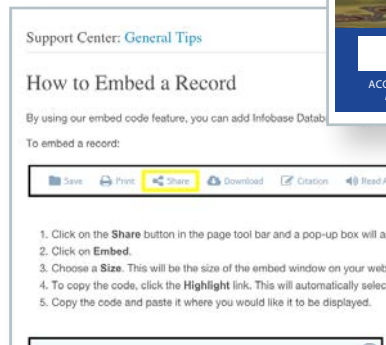 Support Center: General Tips
How to Embed a Record
By using our embed code feature, you can add Infobase
To embed a record:
Save Print Share Download Citation Read
1. Click on the Share button in the page tool bar and a pop-up box will
2. Click on Embed.
3. Choose a Size. This will be the size of the embed window on your
4. To copy the code, click the Highlight link. This will automatically
5. Copy the code and paste it where you would like it to be displayed.